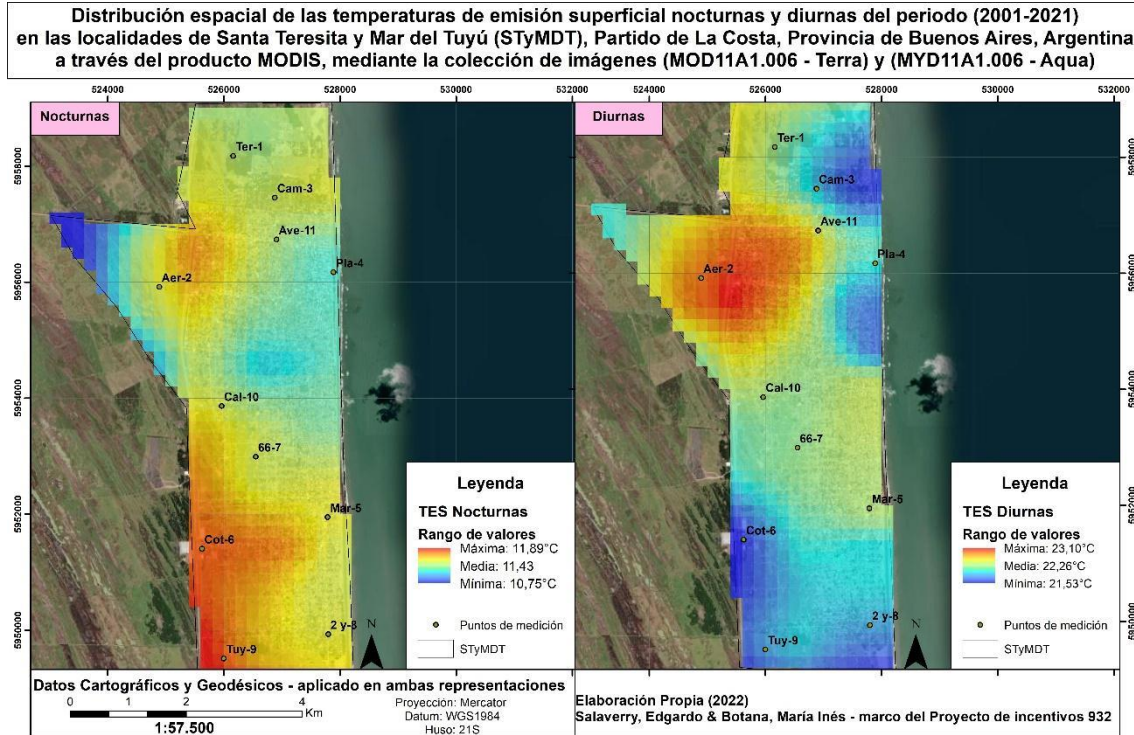 Distribución espacial de las temperaturas de emisión superficial nocturnas y diurnas del periodo (2001-2021)
en las localidades de Santa Teresita y Mar del Tuyú (STyMDT), Partido de La Costa, Provincia de Buenos Aires, Argentina
a través del producto MODIS, mediante la colección de imágenes (MOD11A1.006 - Terra) y (MYD11A1.006 - Aqua)
524000 526000 528000 530000 532000 524000 526000 528000 530000 532000
Nocturnas
5958000
5956000
5954000
5952000
5950000
Ter-1
Cam-3
Ave-11
Pla-4
Aer-2
Cal-10
66-7
Mar-5
Cot-6
2 y-8
Tuy-9
Leyenda
TES Nocturnas
Rango de valores
Máxima: 11,89°C
Media: 11,43
Mínima: 10,75°C
Puntos de medición
STyMDT
N
Diurnas
Ter-1
Cam-3
Ave-11
Pla-4
Aer-2
Cal-10
66-7
Mar-5
Cot-6
2 y-8
Tuy-9
5958000
5956000
5954000
5952000
5950000
Leyenda
TES Diurnas
Rango de valores
Máxima: 23,10°C
Media: 22,26°C
Mínima: 21,53°C
Puntos de medición
STyMDT
N
Datos Cartográficos y Geodésicos - aplicado en ambas representaciones
0 1 2 4
Km
1:57.500
Proyección: Mercator
Datum: WGS1984
Huso: 21S
Elaboración Propia (2022)
Salaverry, Edgardo & Botana, María Inés - marco del Proyecto de incentivos 932